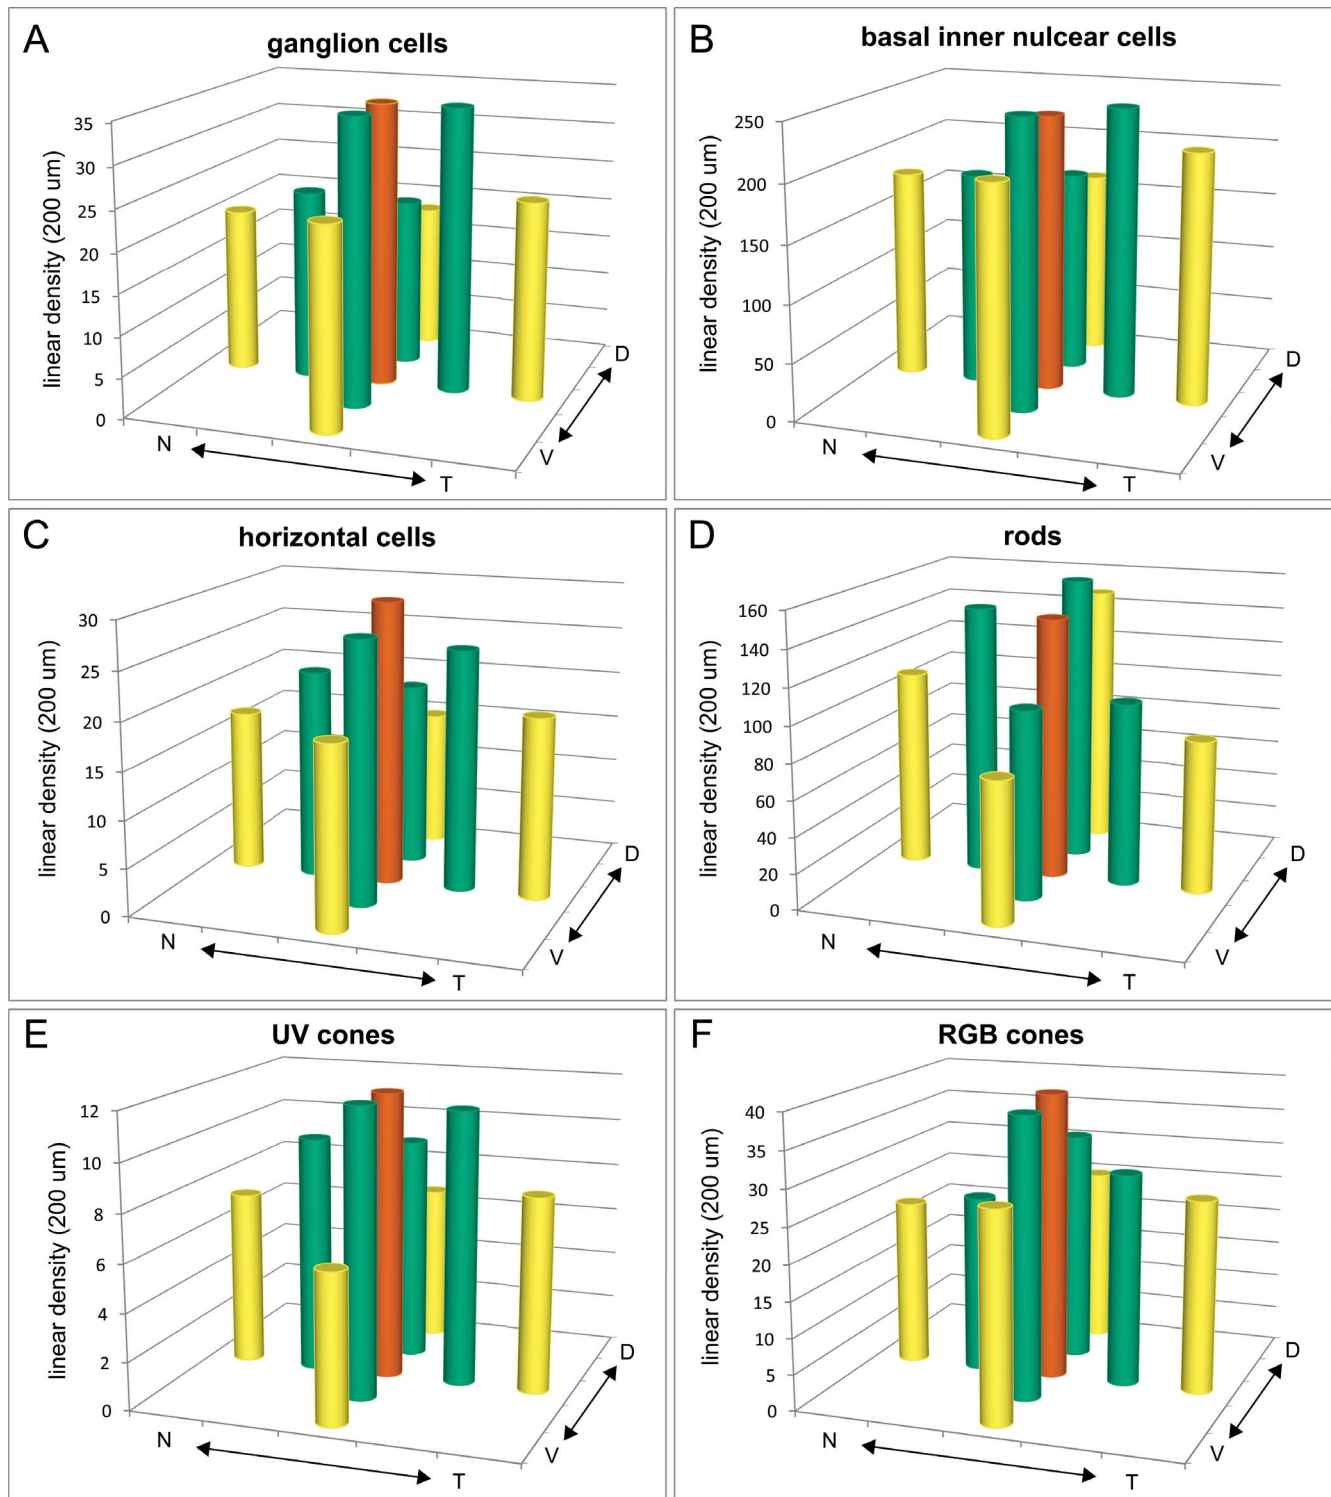 A
ganglion cells
linear density (200 um)
35
30
25
20
15
10
5
0
N
T
V
D
B
basal inner nulcear cells
linear density (200 um)
250
200
150
100
50
0
N
T
V
D
C
horizontal cells
linear density (200 um)
30
25
20
15
10
5
0
N
T
V
D
D
rods
linear density (200 um)
160
140
120
100
80
60
40
20
0
N
T
V
D
E
UV cones
linear density (200 um)
12
10
8
6
4
2
0
N
T
V
D
F
RGB cones
linear density (200 um)
40
35
30
25
20
15
10
5
0
N
T
V
D